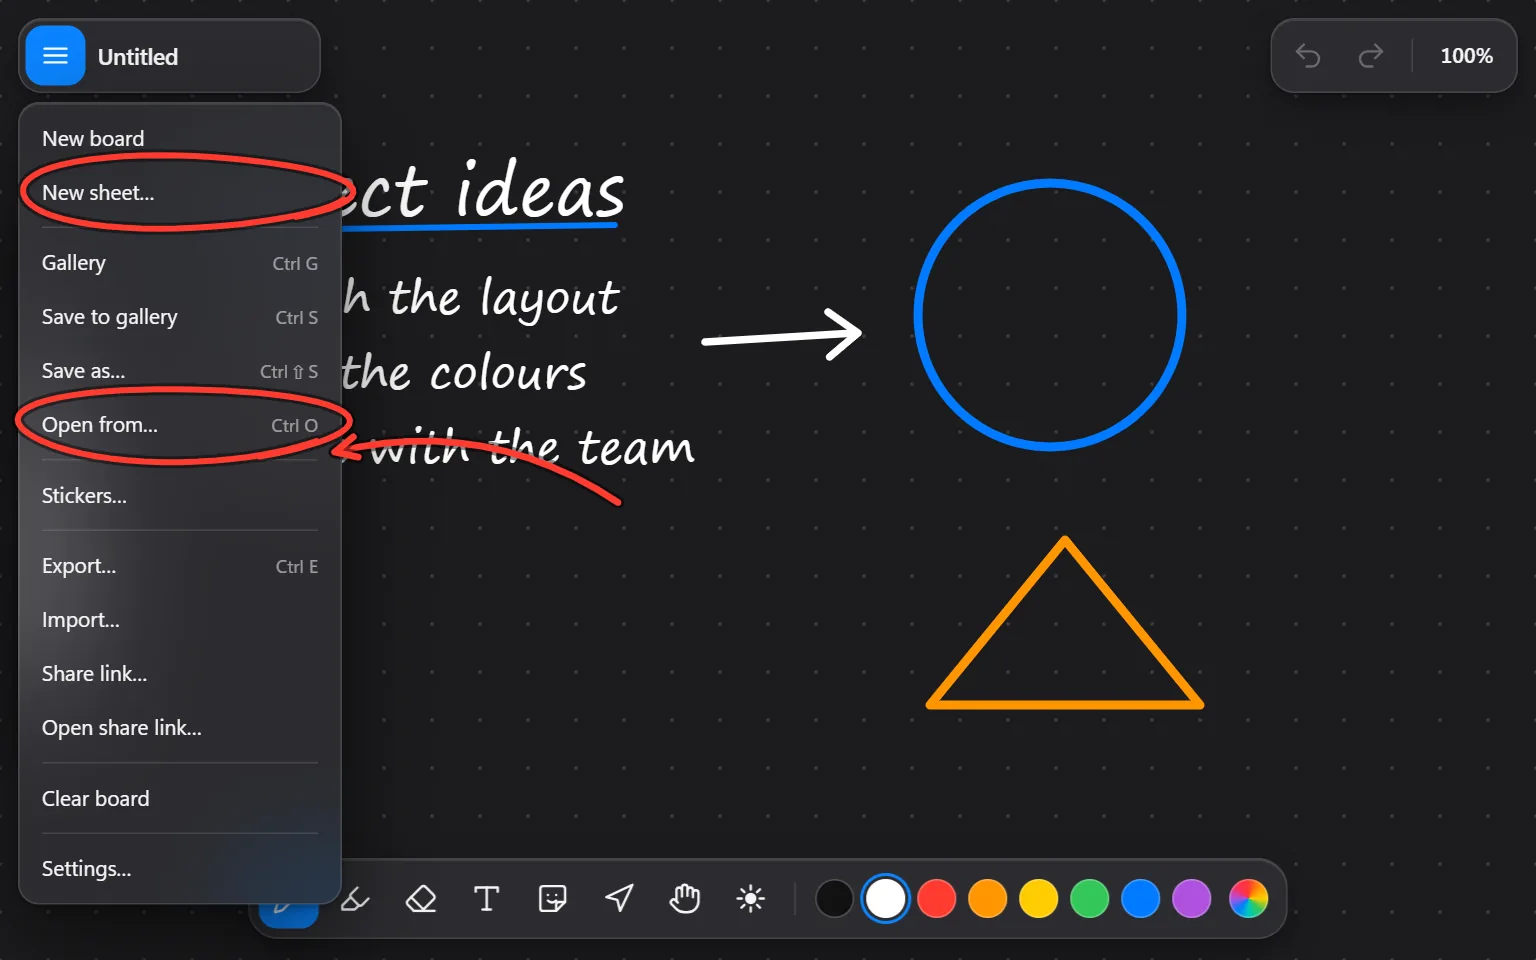 Untitled
100%
New board
New sheet...
ect ideas
Gallery Ctrl G
h the layout
Save to gallery Ctrl S
Save as... Ctrl ⇧ S
the colours
Open from... Ctrl O
with the team
Stickers...
Export... Ctrl E
Import...
Share link...
Open share link...
Clear board
Settings...
T